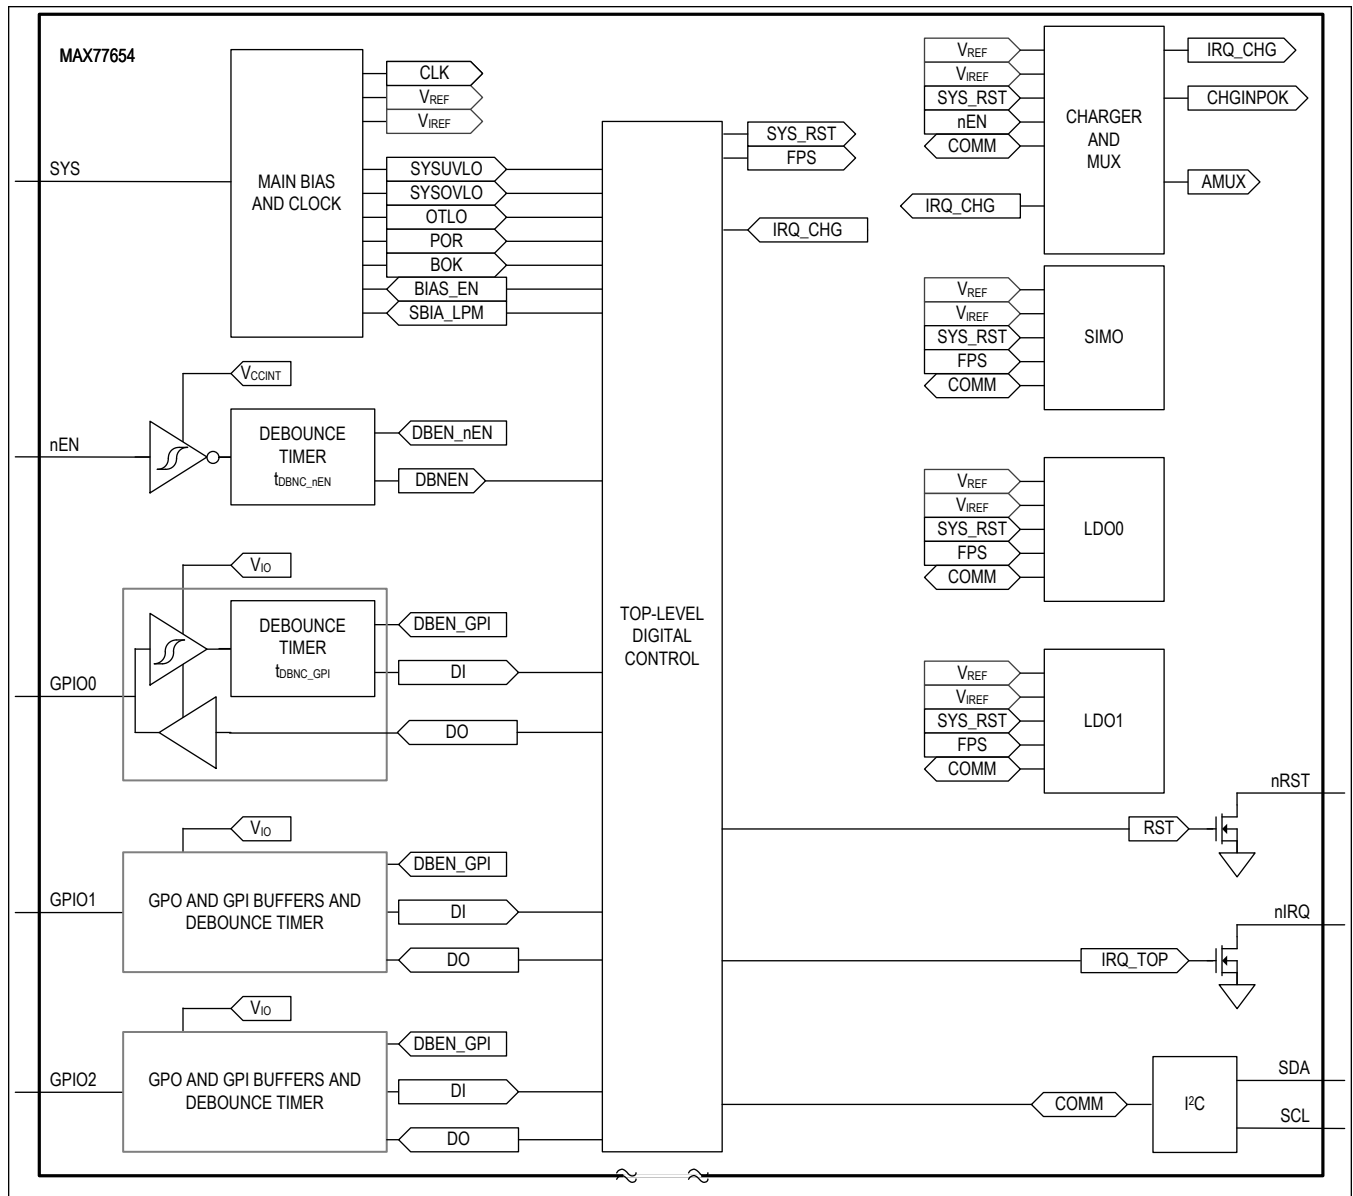 MAX77654
SYS
MAIN BIAS
AND CLOCK
CLK
VREF
VIREF
SYSUVLO
SYSOVLO
OTLO
POR
BOK
BIAS_EN
SBIA_LPM
nEN
VCCINT
DEBOUNCE
TIMER
tDBNC_nEN
DBEN_nEN
DBNEN
GPIO0
VIO
DEBOUNCE
TIMER
tDBNC_GPI
DBEN_GPI
DI
DO
GPIO1
VIO
GPO AND GPI BUFFERS AND
DEBOUNCE TIMER
DBEN_GPI
DI
DO
GPIO2
VIO
GPO AND GPI BUFFERS AND
DEBOUNCE TIMER
DBEN_GPI
DI
DO
TOP-LEVEL
DIGITAL
CONTROL
SYS_RST
FPS
IRQ_CHG
VREF
VIREF
SYS_RST
nEN
COMM
IRQ_CHG
CHARGER
AND
MUX
IRQ_CHG
CHGINPOK
AMUX
VREF
VIREF
SYS_RST
FPS
COMM
SIMO
VREF
VIREF
SYS_RST
FPS
COMM
LDO0
VREF
VIREF
SYS_RST
FPS
COMM
LDO1
RST
nRST
IRQ_TOP
nIRQ
COMM
I²C
SDA
SCL